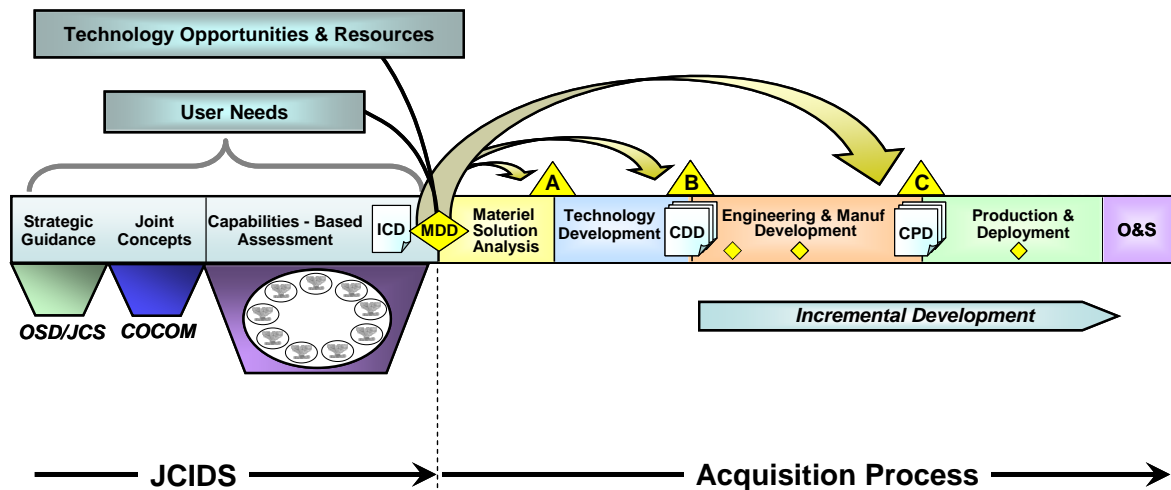 Technology Opportunities & Resources
User Needs
A
B
C
Strategic
Guidance
Joint
Concepts
Capabilities - Based
Assessment
ICD
MDD
Materiel
Solution
Analysis
Technology
Development
CDD
Engineering & Manuf
Development
CPD
Production &
Deployment
O&S
OSD/JCS
COCOM
Incremental Development
JCIDS
Acquisition Process